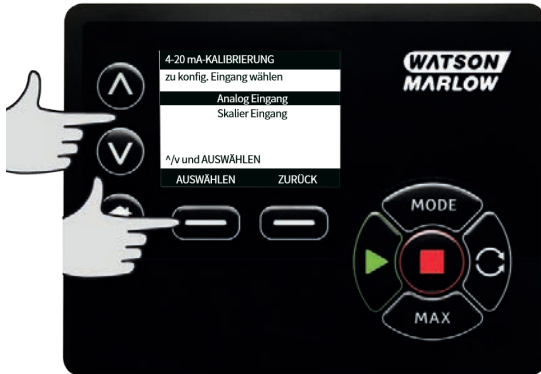 4-20 mA-KALIBRIERUNG
zu konfig. Eingang wählen
Analog Eingang
Skalier Eingang
^/v und AUSWÄHLEN
AUSWÄHLEN ZURÜCK
WATSON
MARLOW
MODE
MAX